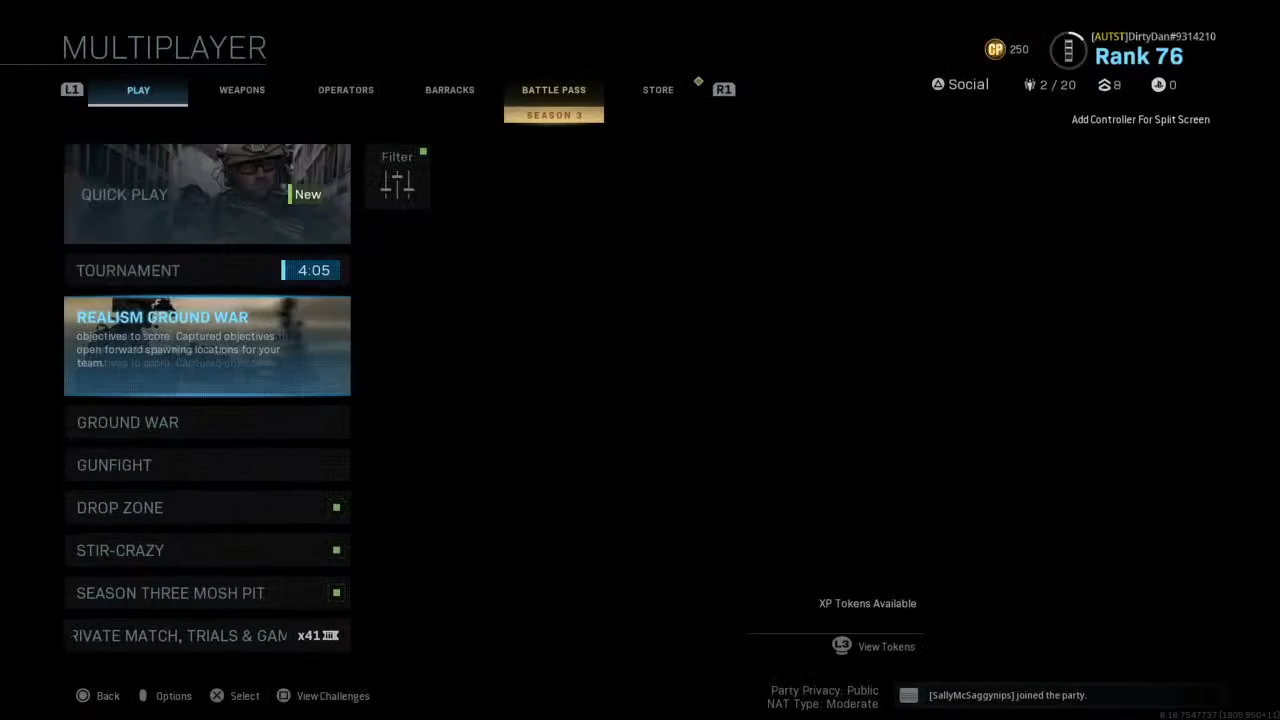 MULTIPLAYER
GP 250
[AUTST]DirtyDan#9314210
Rank 76
L1 PLAY WEAPONS OPERATORS BARRACKS BATTLE PASS STORE R1
SEASON 3
Social 2 / 20 8 0
Add Controller For Split Screen
Filter
QUICK PLAY New
TOURNAMENT 4:05
REALISM GROUND WAR
objectives to score. Captured objectives
open forward spawning locations for your
team.
GROUND WAR
GUNFIGHT
DROP ZONE
STIR-CRAZY
SEASON THREE MOSH PIT
RIVATE MATCH, TRIALS & GAM x41
XP Tokens Available
L3 View Tokens
Back Options Select View Challenges
Party Privacy: Public
NAT Type: Moderate
[SallyMcSaggynips] joined the party.